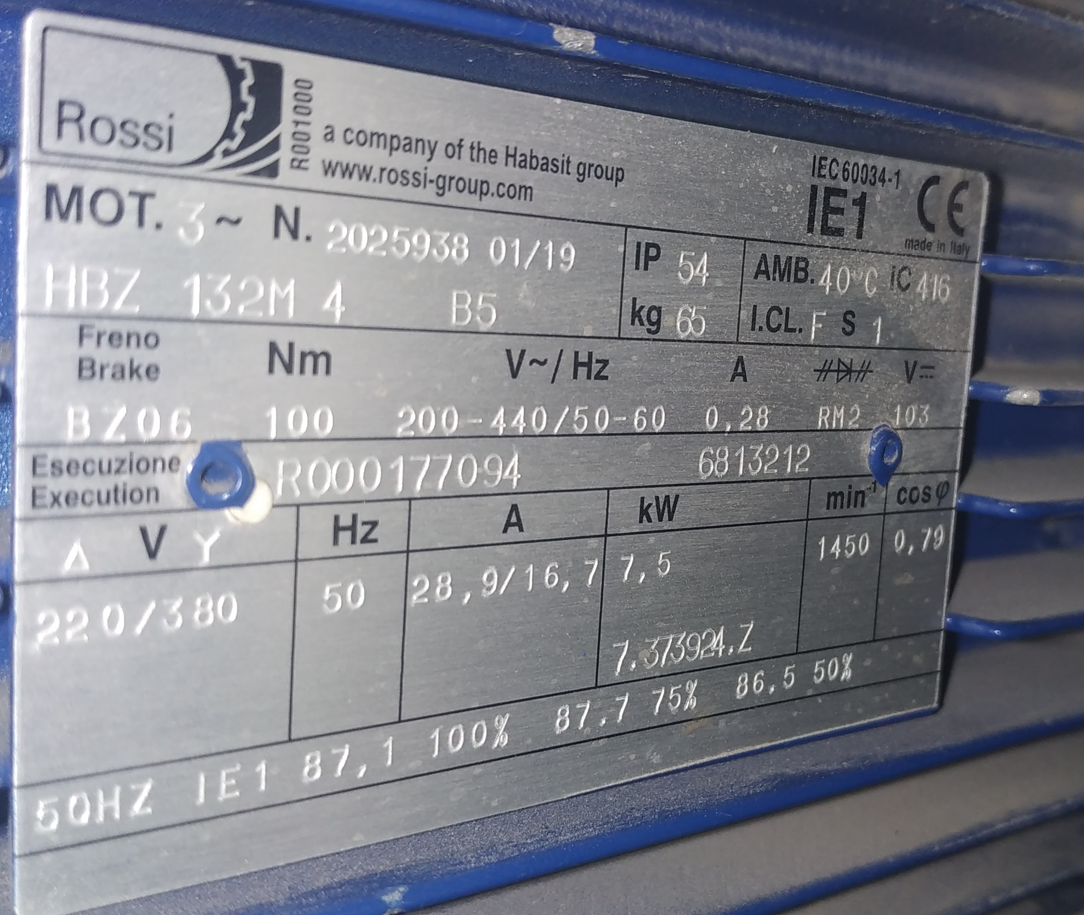 Rossi
R001000
a company of the Habasit group
www.rossi-group.com
IEC 60034-1
IE1 CE
made in Italy
MOT. 3~ N. 2025938 01/19
HBZ 132M 4 B5
IP 54
kg 65
AMB. 40°C IC 416
I.CL. F S 1
Freno
Brake
Nm V~/Hz A V⎓
BZ06 100 200-440/50-60 0,28 RM2 103
Esecuzione
Execution
R000177094 6813212
Δ V Y Hz A kW min⁻¹ cosφ
220/380 50 28,9/16,7 7,5 1450 0,79
7.373924.Z
50HZ IE1 87,1 100% 87.7 75% 86,5 50%